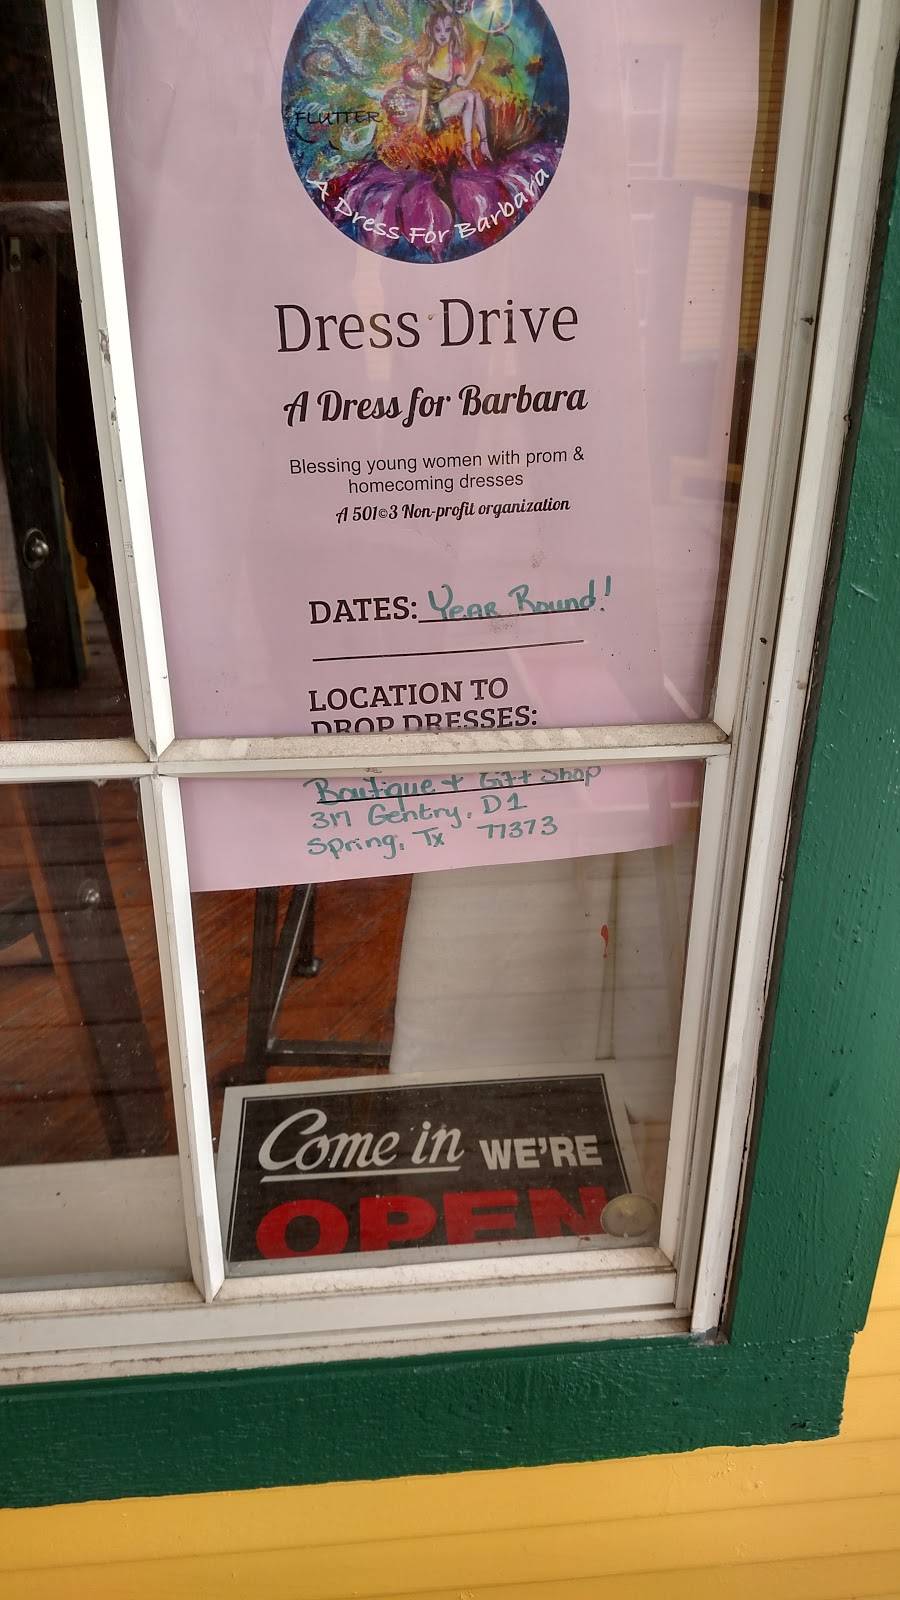 FLUTTER
A Dress For Barbara
Dress Drive
A Dress for Barbara
Blessing young women with prom &
homecoming dresses
A 501©3 Non-profit organization
DATES: Year Round!
LOCATION TO
DROP DRESSES:
Boutique + Gift Shop
317 Gentry, D1
Spring, Tx 77373
Come in WE'RE
OPEN